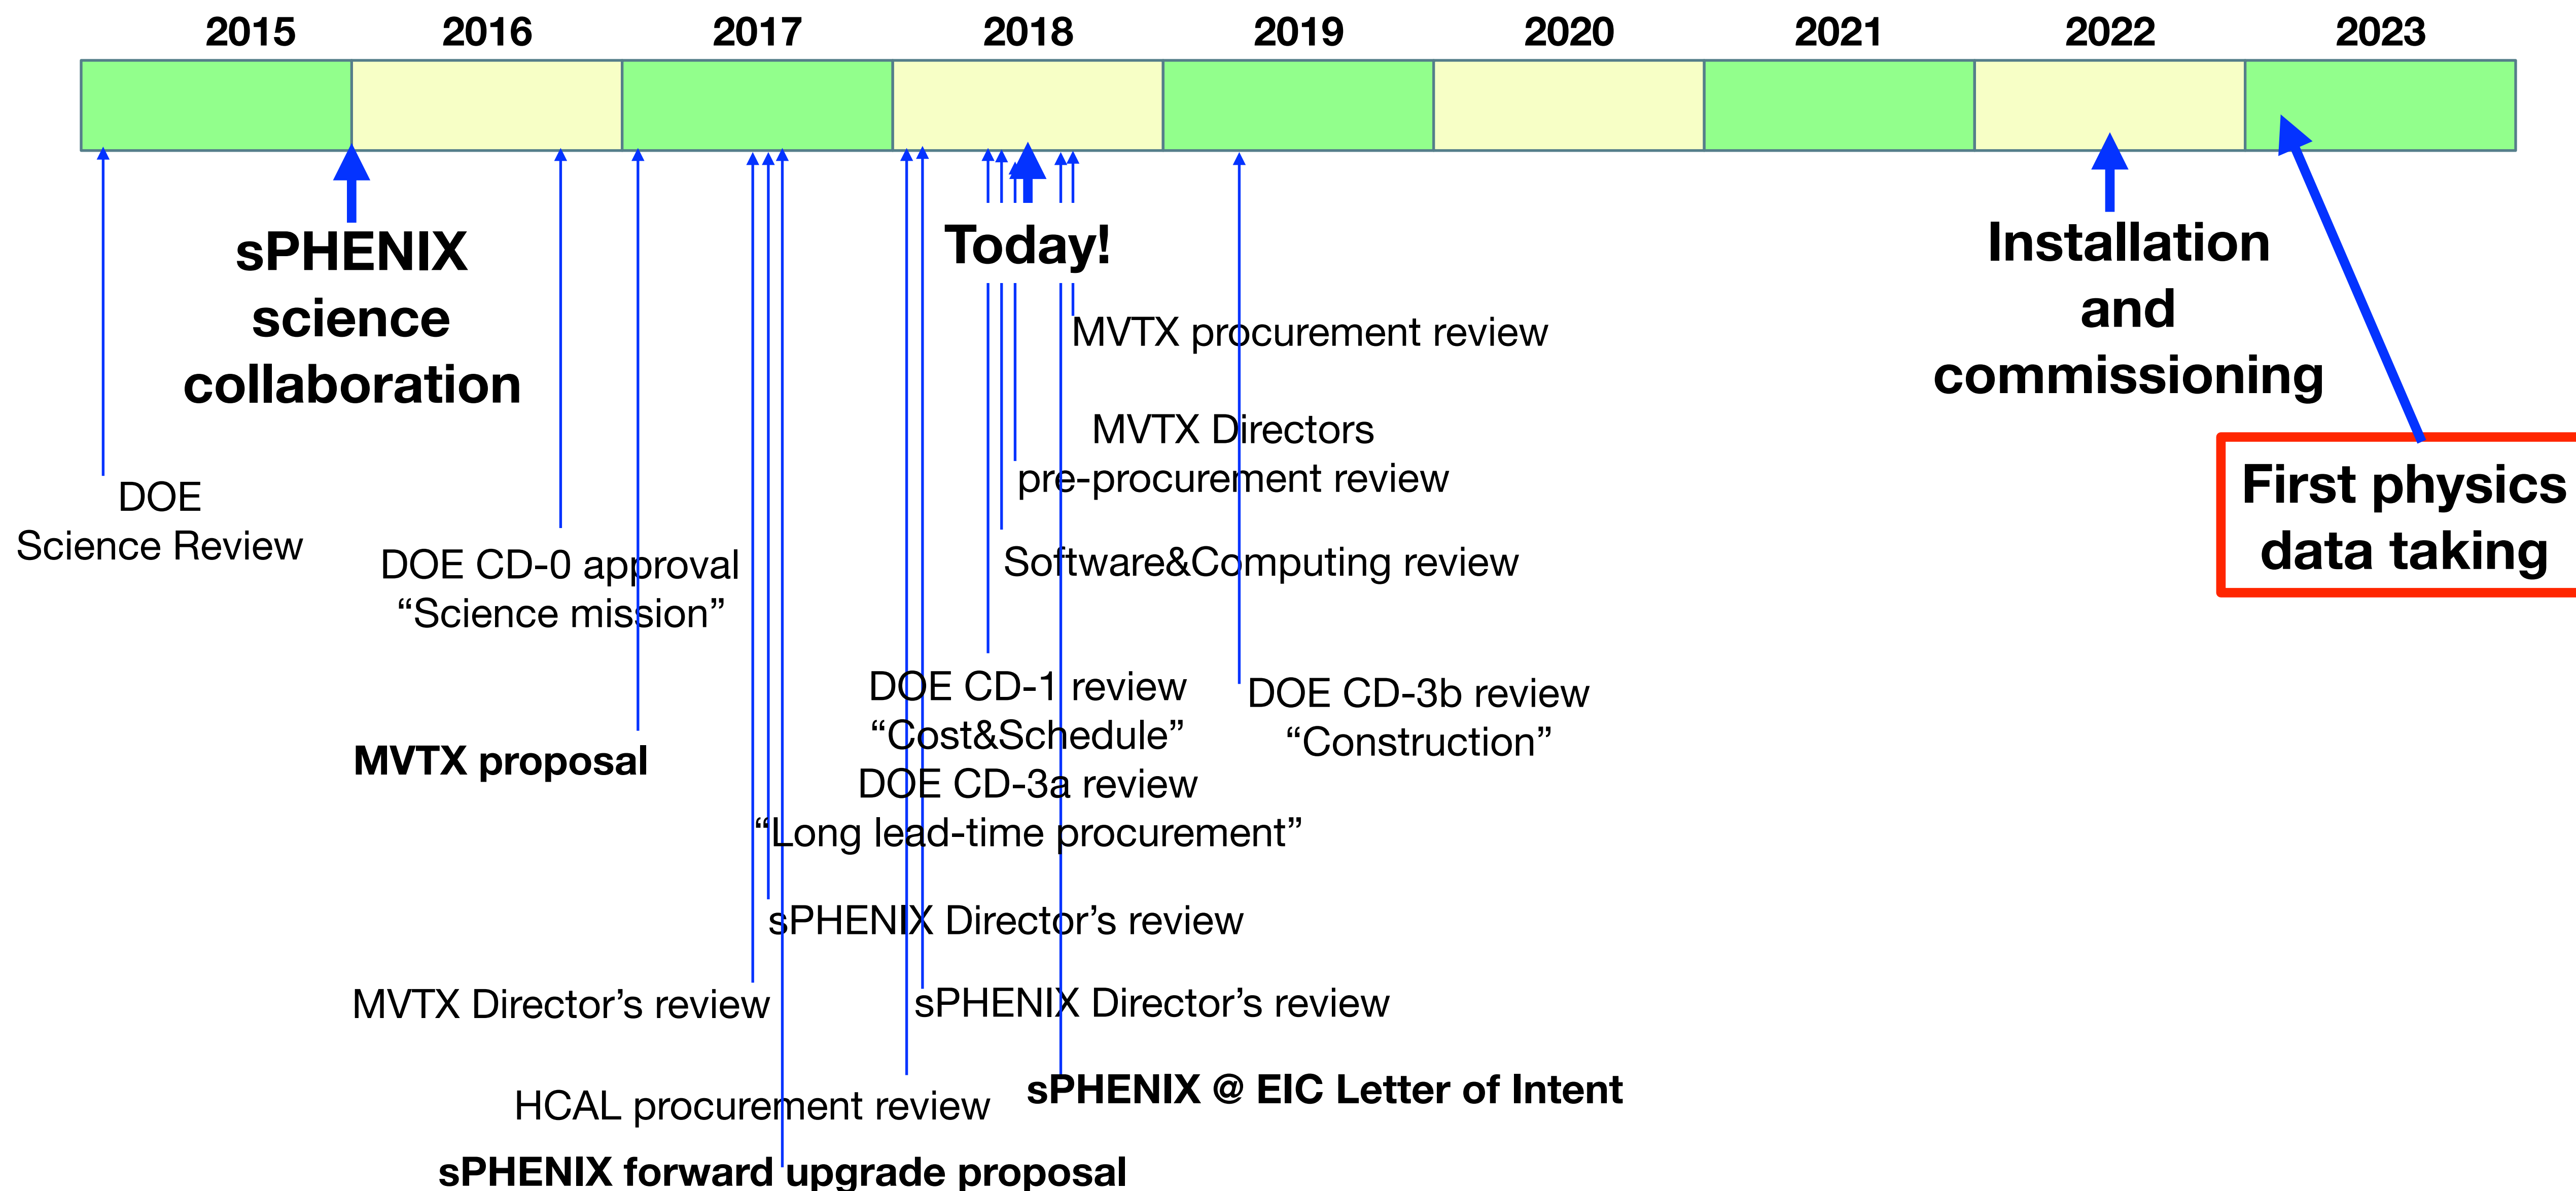 2015 2016 2017 2018 2019 2020 2021 2022 2023
sPHENIX
science
collaboration
Today!
Installation
and
commissioning
MVTX procurement review
MVTX Directors
pre-procurement review
First physics
data taking
DOE
Science Review
DOE CD-0 approval
“Science mission”
Software&Computing review
DOE CD-1 review
“Cost&Schedule”
DOE CD-3a review
“Long lead-time procurement”
DOE CD-3b review
“Construction”
MVTX proposal
sPHENIX Director’s review
MVTX Director’s review
sPHENIX Director’s review
HCAL procurement review
sPHENIX @ EIC Letter of Intent
sPHENIX forward upgrade proposal